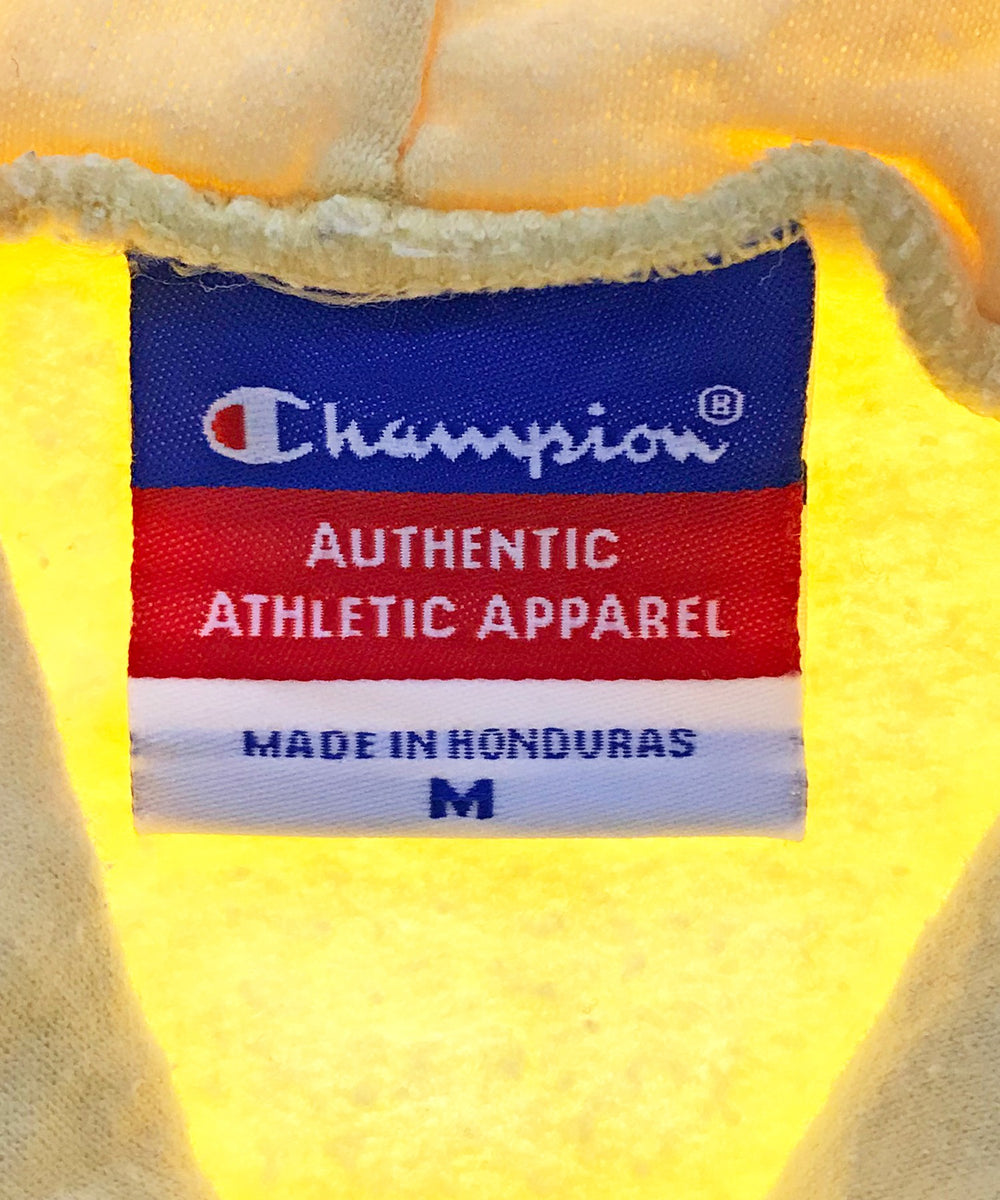 Champion®
AUTHENTIC
ATHLETIC APPAREL
MADE IN HONDURAS
M